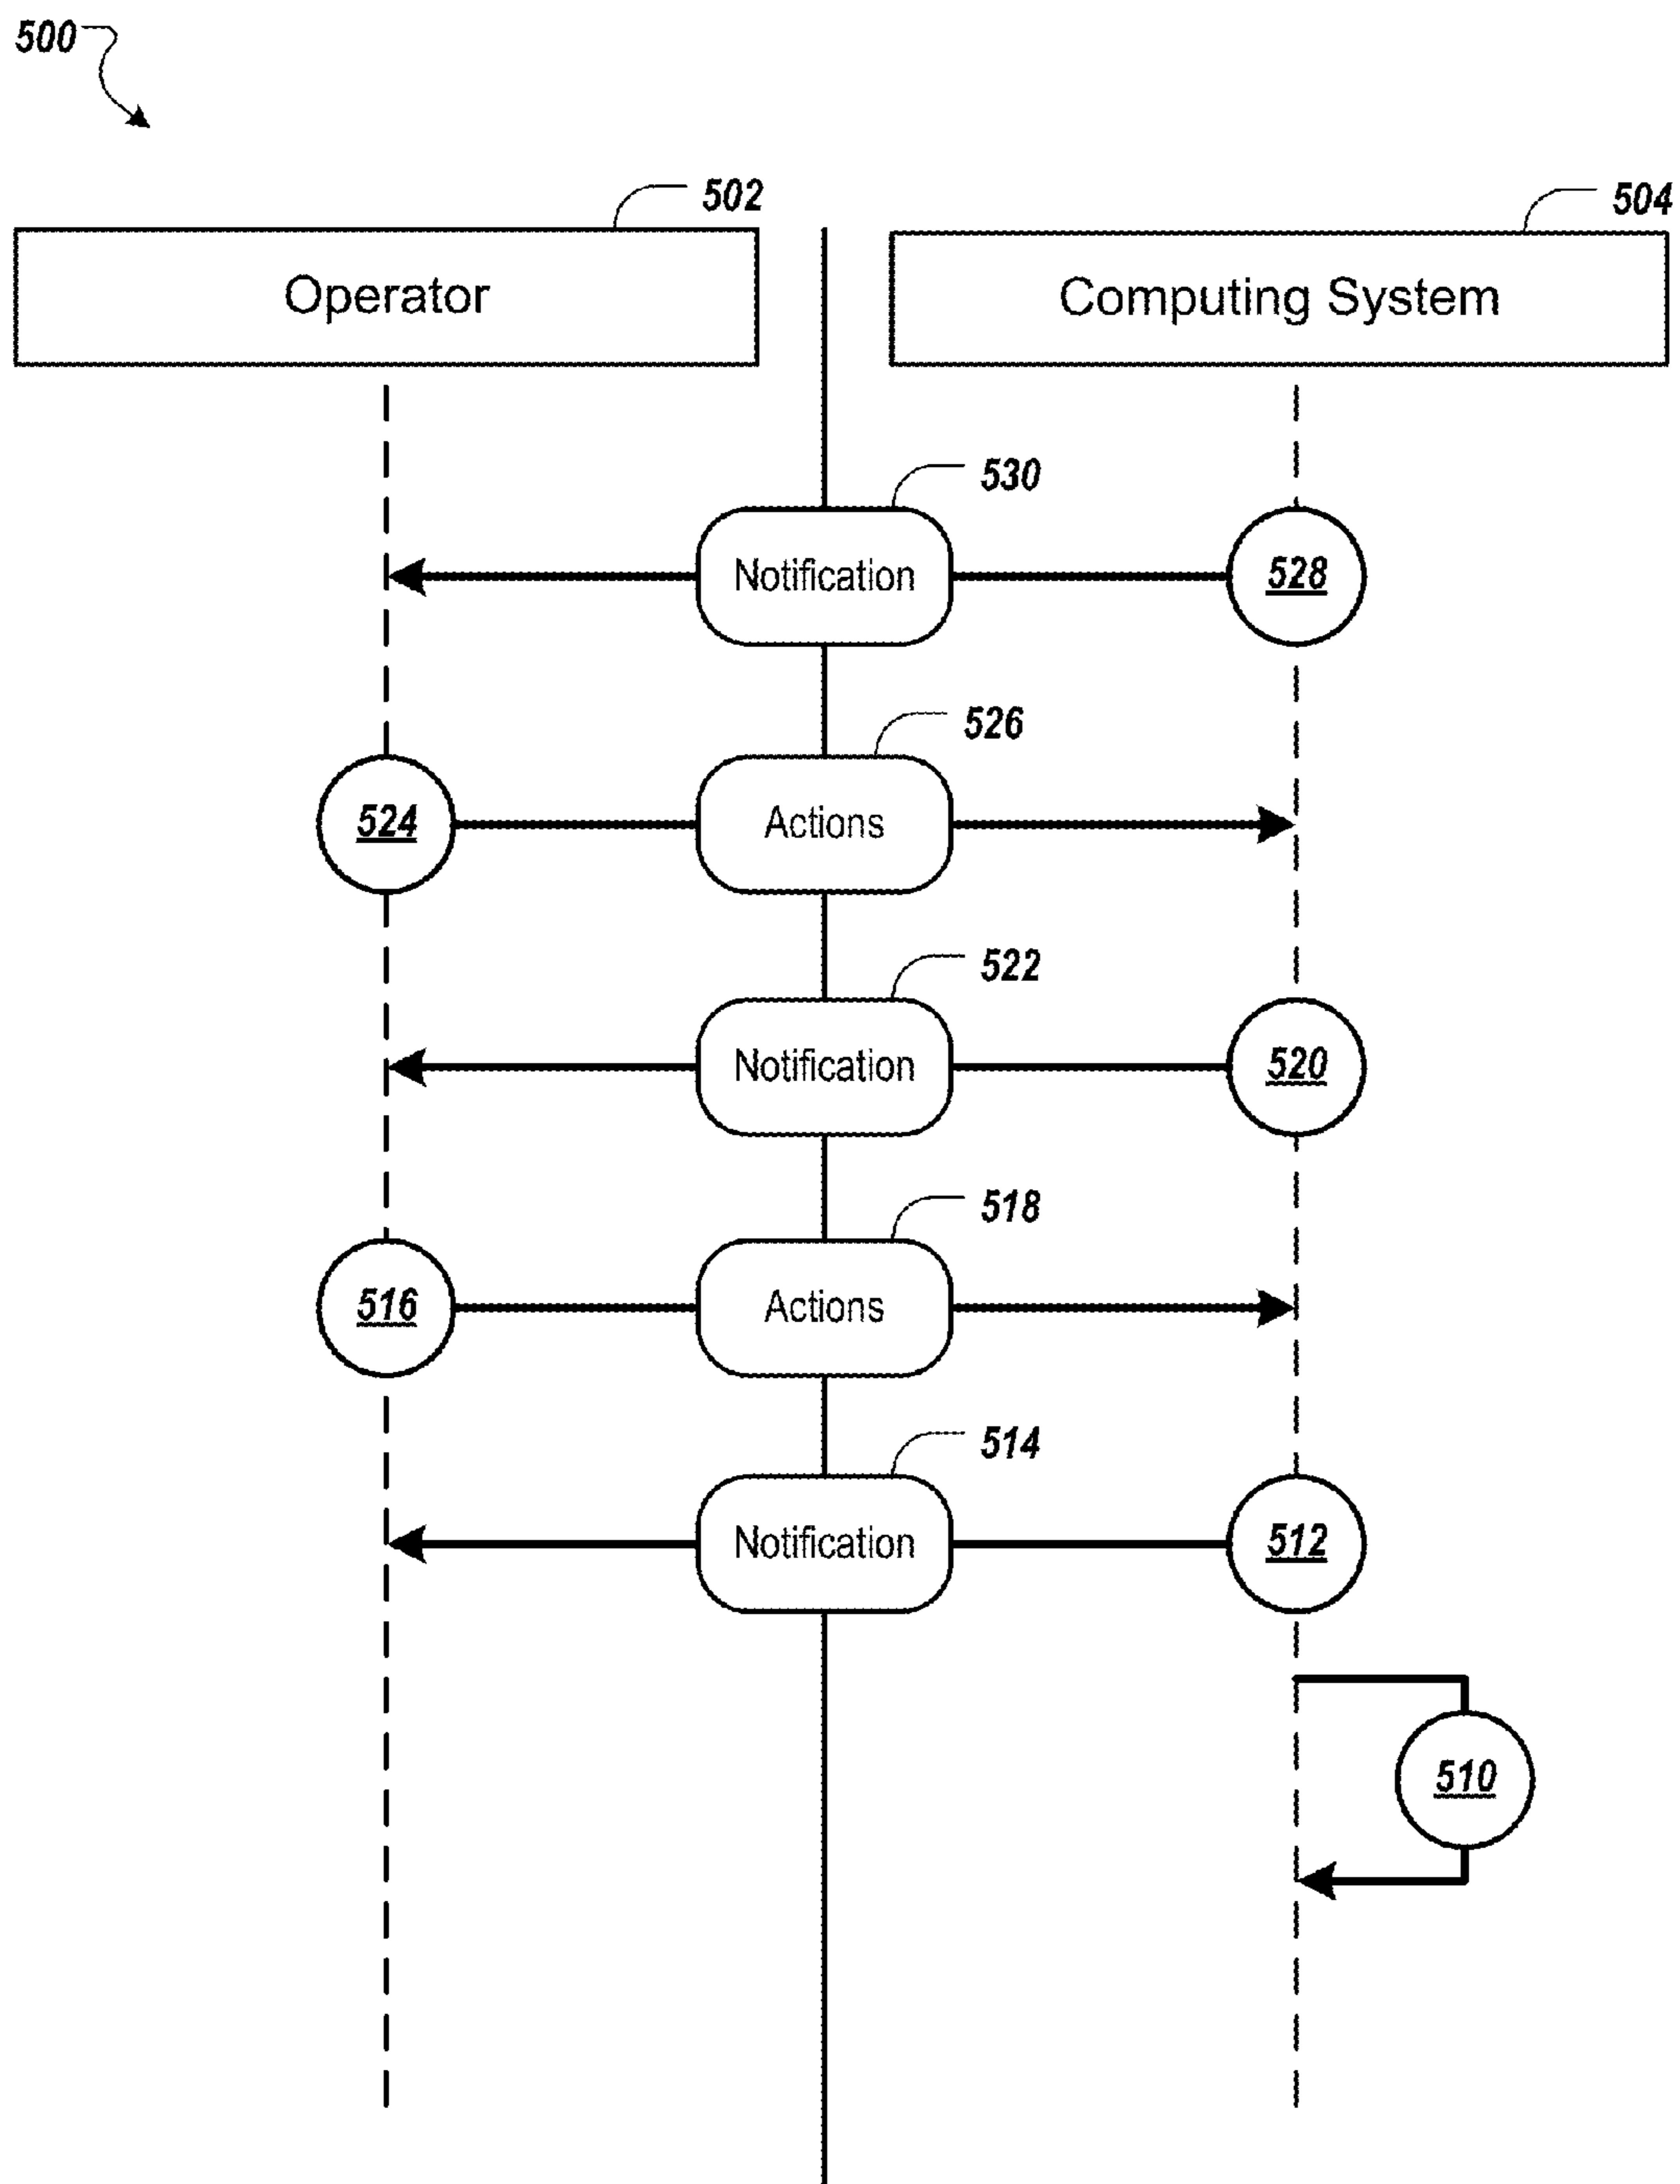 500
502
504
Operator
Computing System
530
Notification
528
526
524
Actions
522
Notification
520
518
516
Actions
514
Notification
512
510